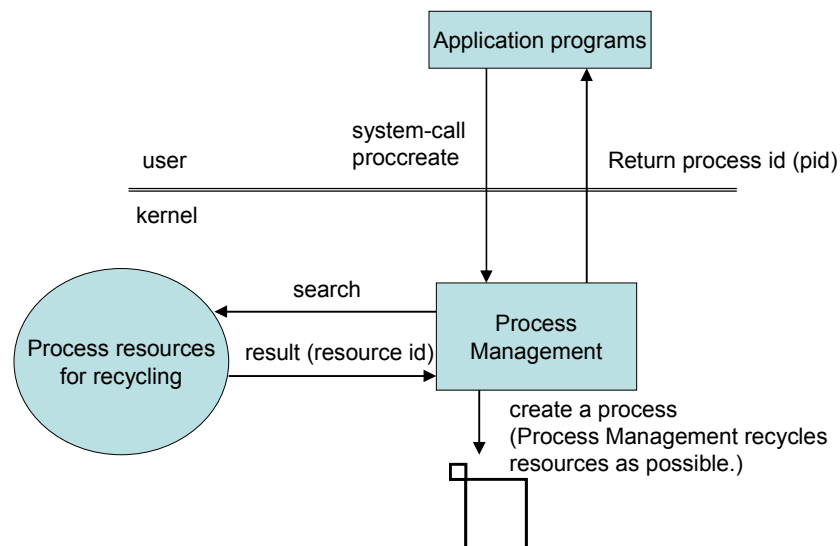 Application programs
system-call
proccreate
user
Return process id (pid)
kernel
search
Process resources
for recycling
result (resource id)
Process
Management
create a process
(Process Management recycles
resources as possible.)